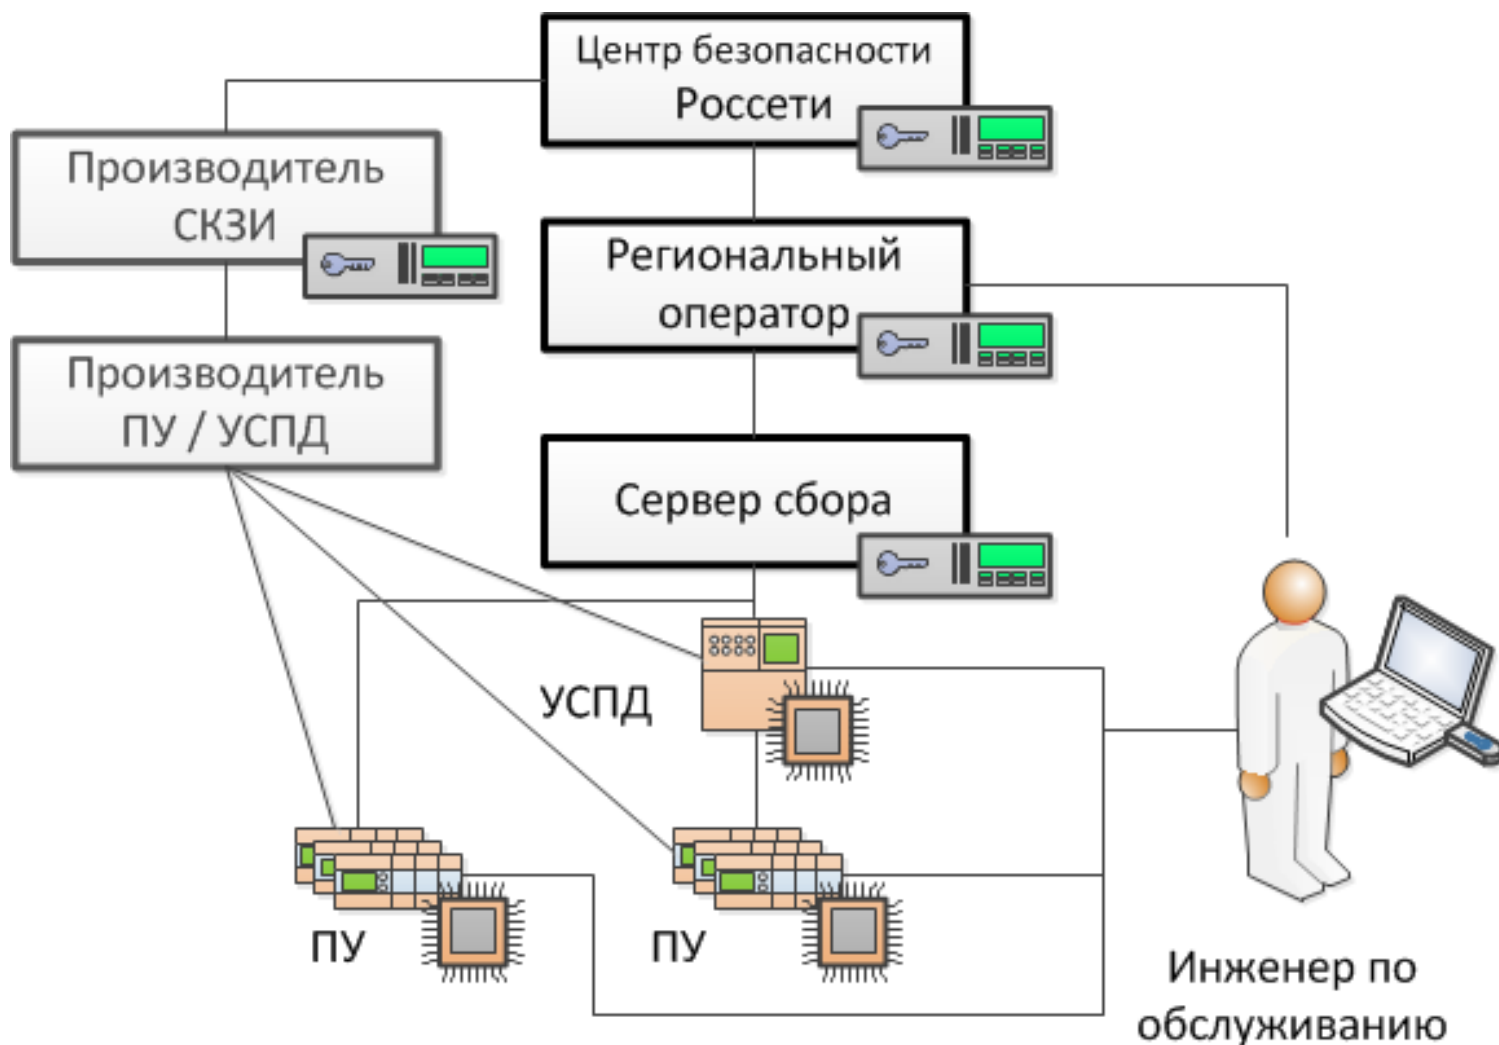 Центр безопасности
Россети
Производитель
СКЗИ
Региональный
оператор
Производитель
ПУ / УСПД
Сервер сбора
УСПД
ПУ
ПУ
Инженер по
обслуживанию